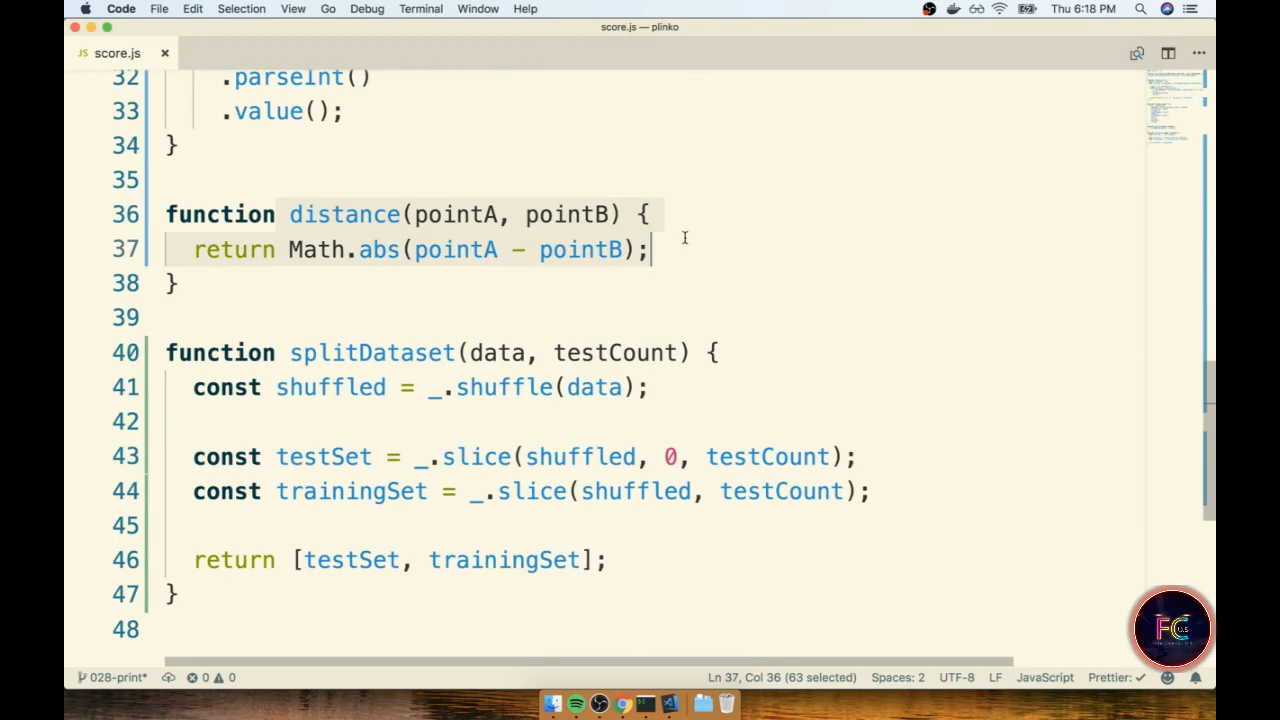 Code File Edit Selection View Go Debug Terminal Window Help Thu 6:18 PM
score.js — plinko
JS score.js ×
32 .parseInt()
33 .value();
34 }
35
36 function distance(pointA, pointB) {
37 return Math.abs(pointA - pointB);
38 }
39
40 function splitDataset(data, testCount) {
41 const shuffled = _.shuffle(data);
42
43 const testSet = _.slice(shuffled, 0, testCount);
44 const trainingSet = _.slice(shuffled, testCount);
45
46 return [testSet, trainingSet];
47 }
48
FC
028-print* 0 0 Ln 37, Col 36 (63 selected) Spaces: 2 UTF-8 LF JavaScript Prettier: ✓